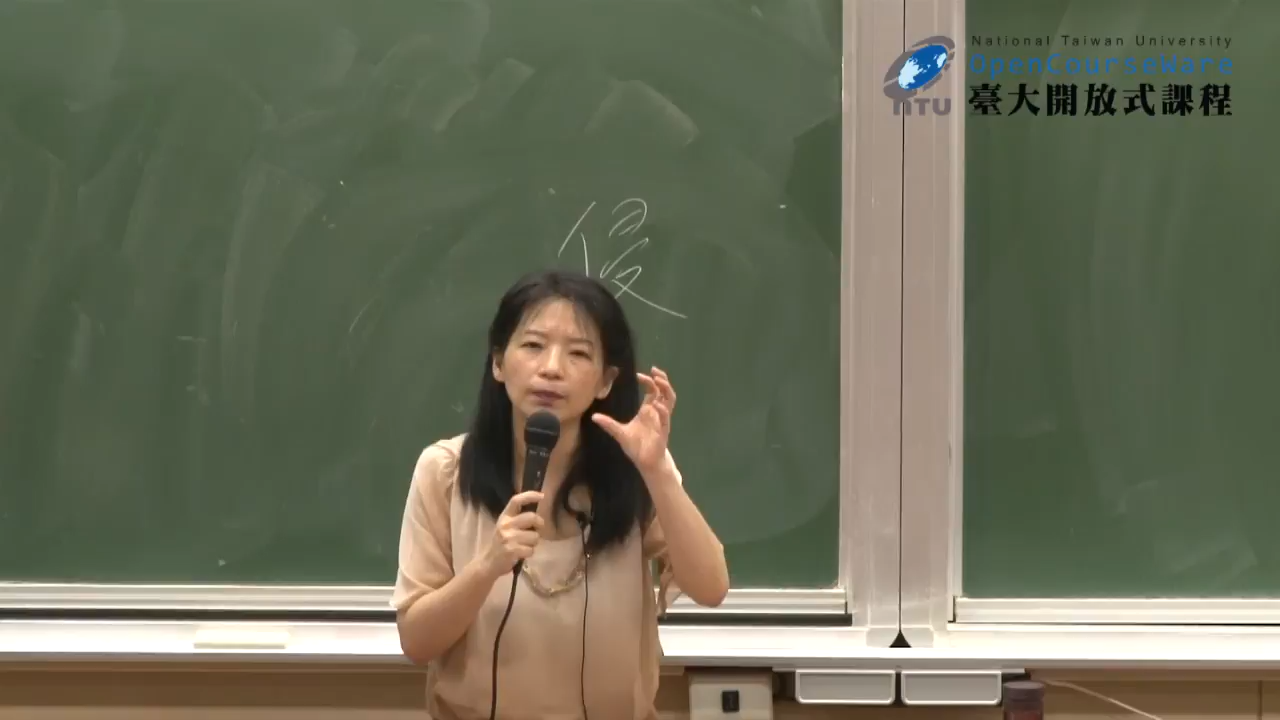 National Taiwan University
OpenCourseWare
臺大開放式課程
NTU
侵